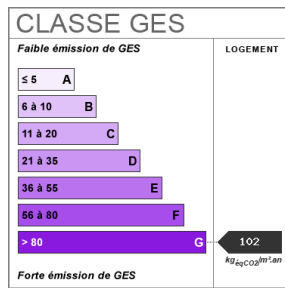 CLASSE GES
Faible émission de GES
LOGEMENT
≤ 5 A
6 à 10 B
11 à 20 C
21 à 35 D
36 à 55 E
56 à 80 F
> 80 G
102
kgéqCO2/m².an
Forte émission de GES